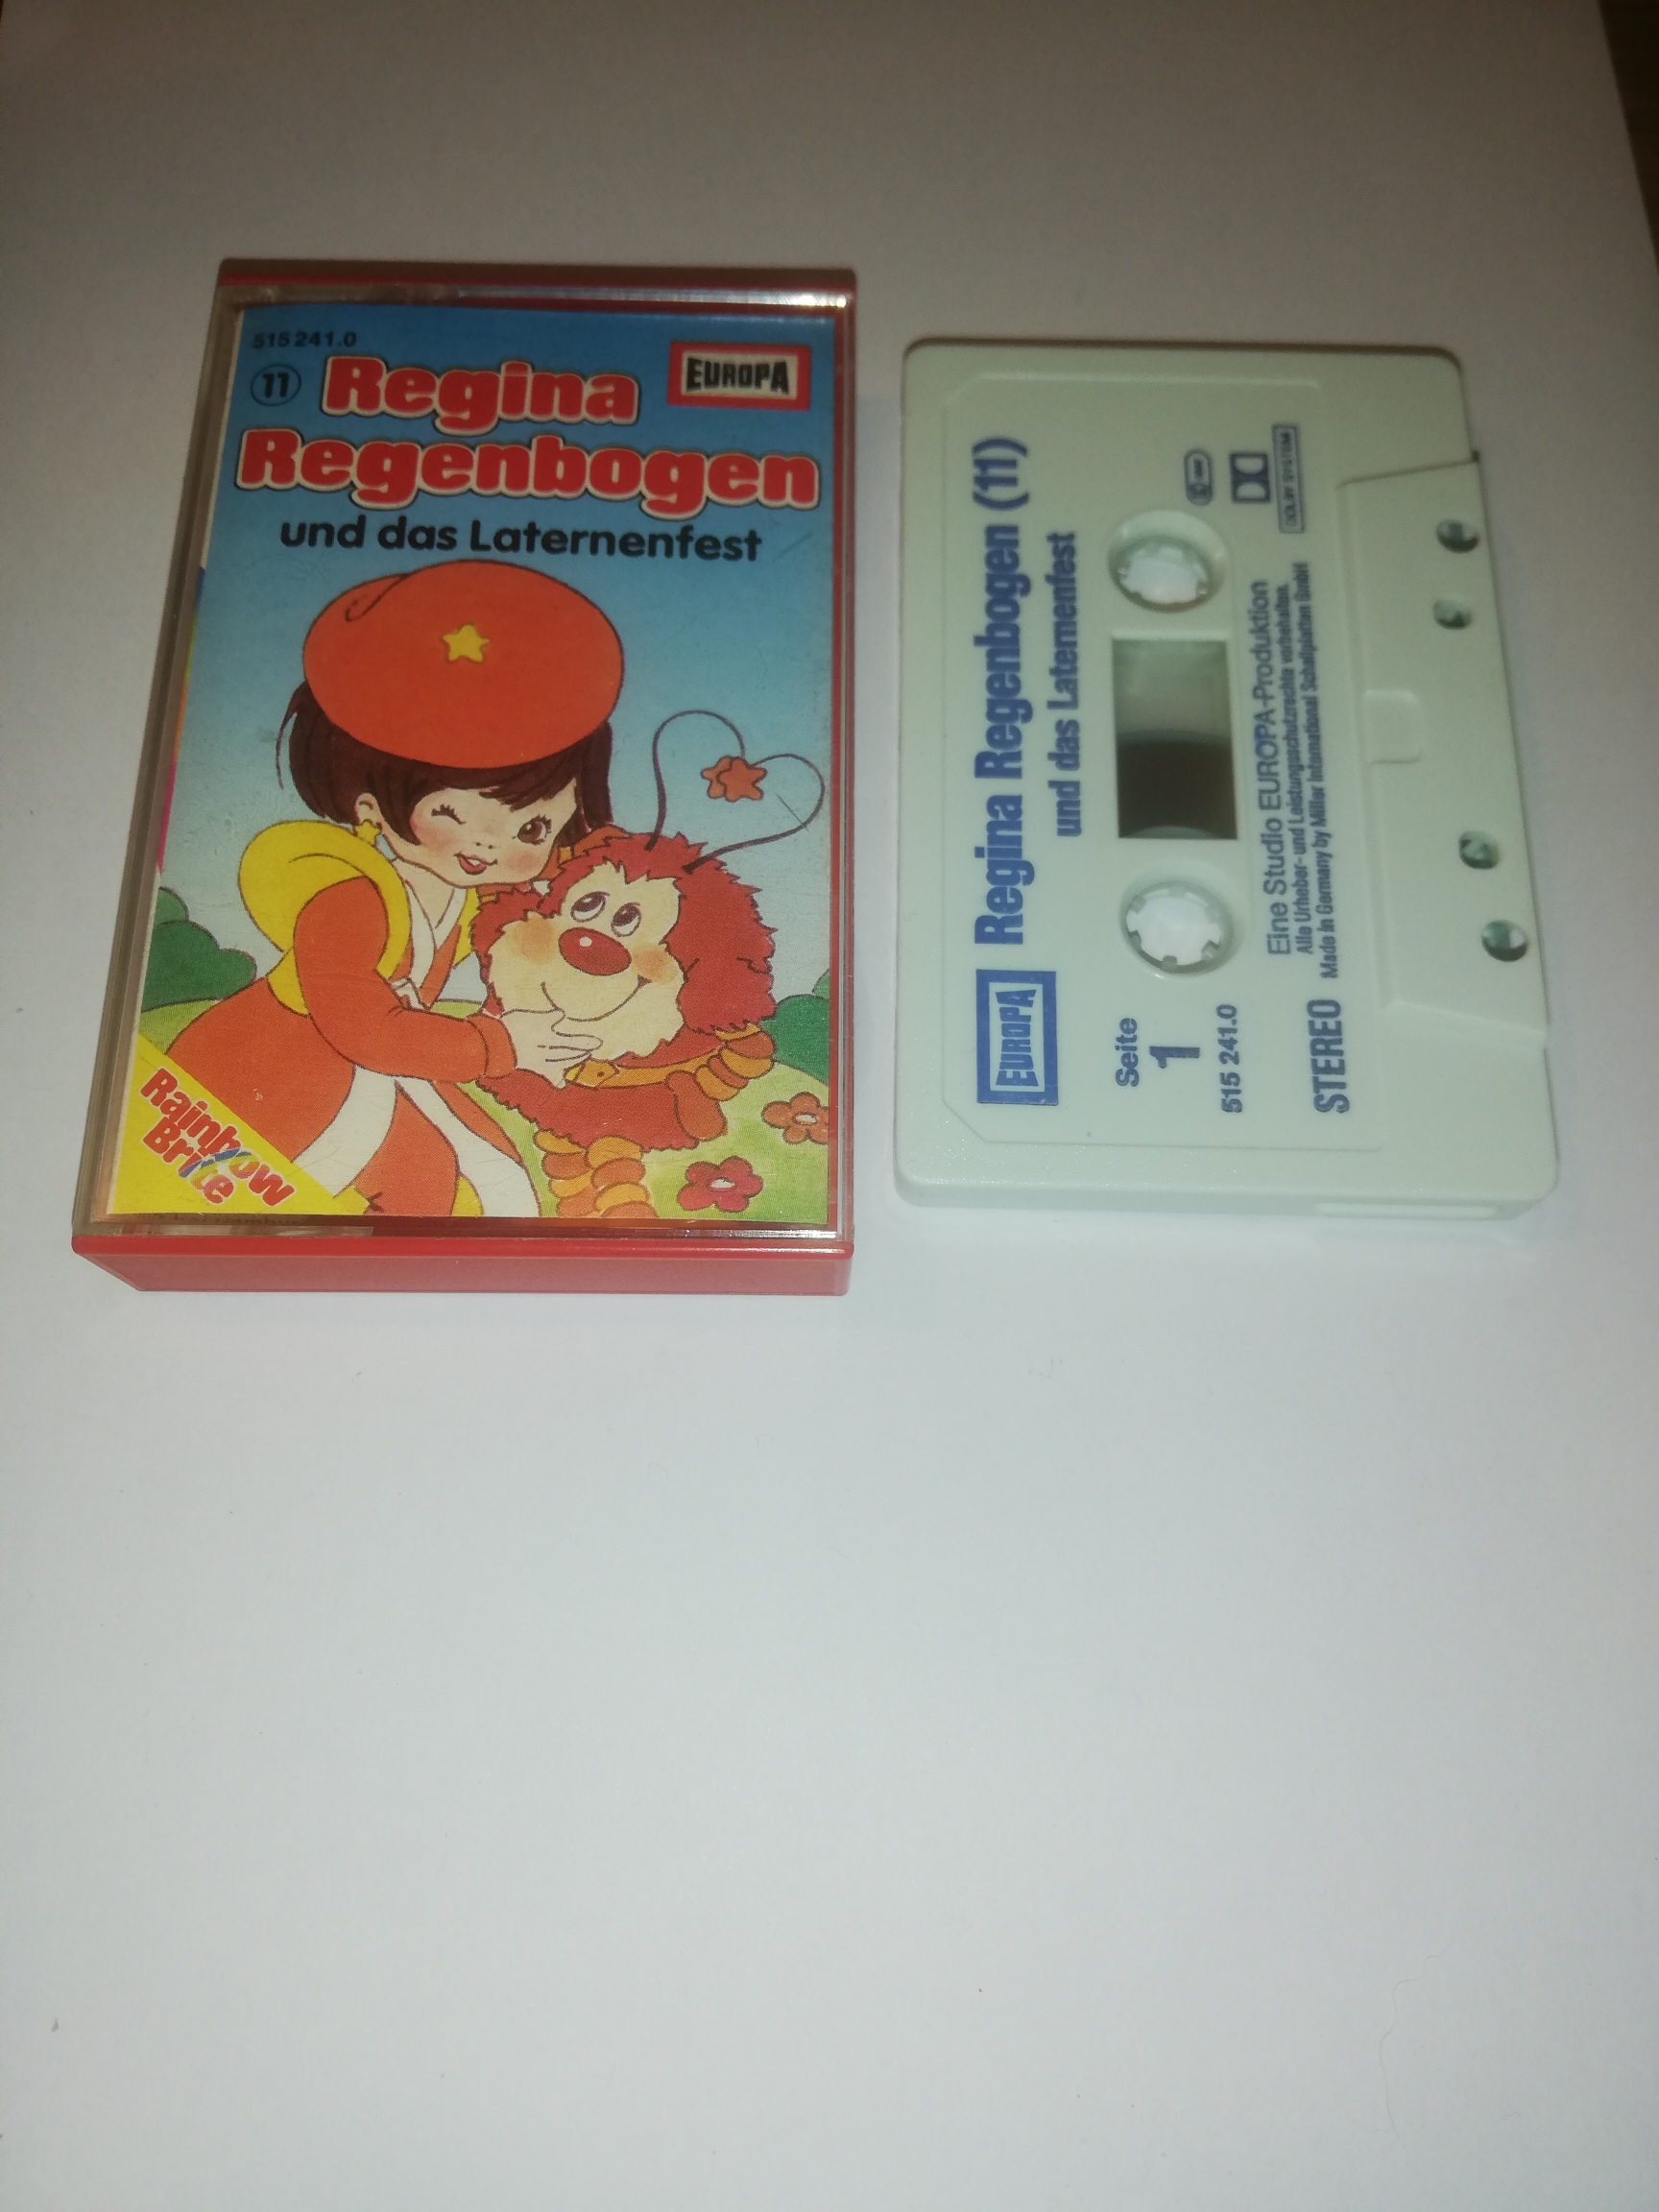 515 241.0
11
Regina
EUROPA
Regenbogen
und das Laternenfest
Rainbow
Brite
EUROPA
Regina Regenbogen (11)
und das Laternenfest
Seite
1
515 241.0
STEREO
Eine Studio EUROPA-Produktion
Alle Urheber- und Leistungsschutzrechte vorbehalten.
Made in Germany by Miller International Schallplatten GmbH
DOLBY SYSTEM